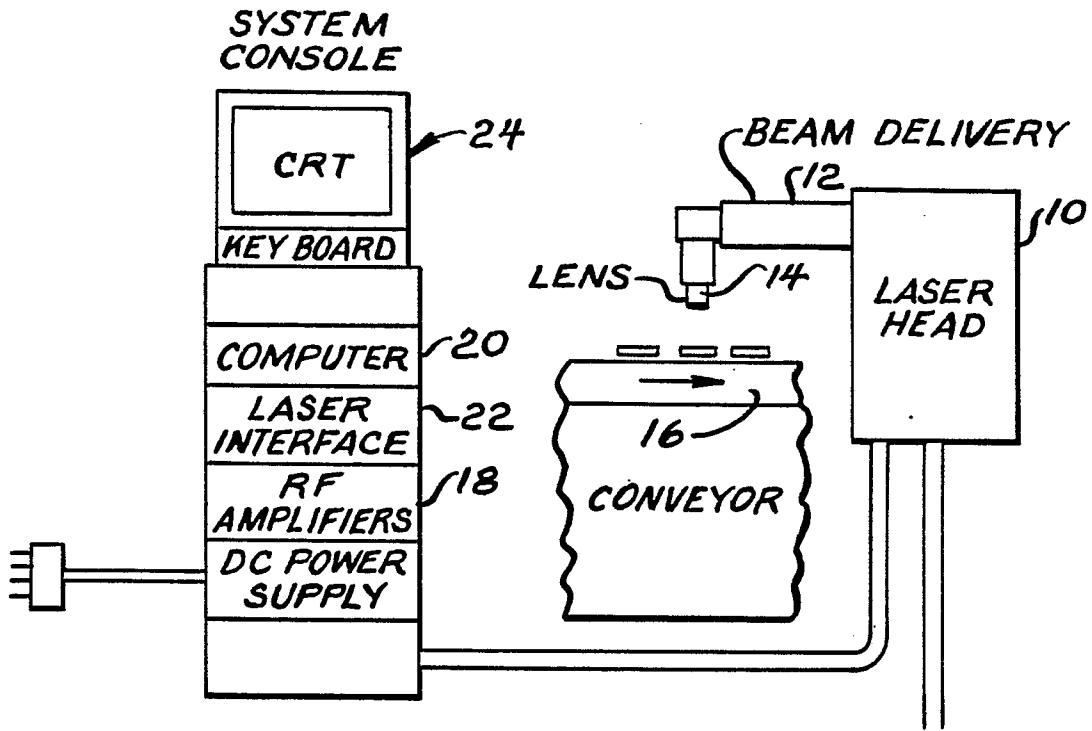 SYSTEM
CONSOLE
CRT
24
KEY BOARD
COMPUTER
20
LASER
INTERFACE
22
RF
AMPLIFIERS
18
DC POWER
SUPPLY
BEAM DELIVERY
12
10
LENS
14
LASER
HEAD
16
CONVEYOR